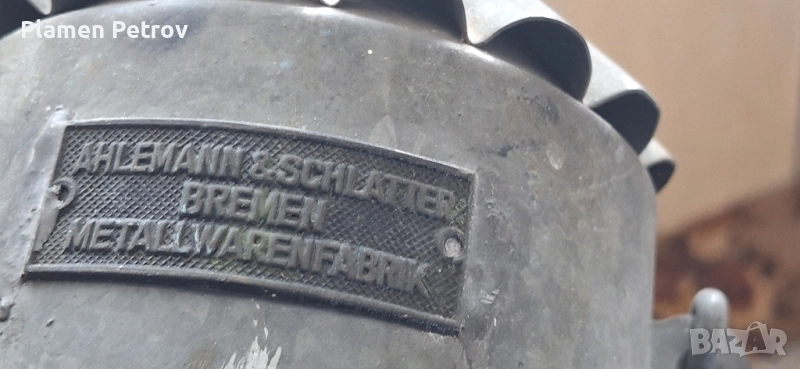 Plamen Petrov
AHLEMANN & SCHLATTER
BREMEN
METALLWARENFABRIK
BAZAR